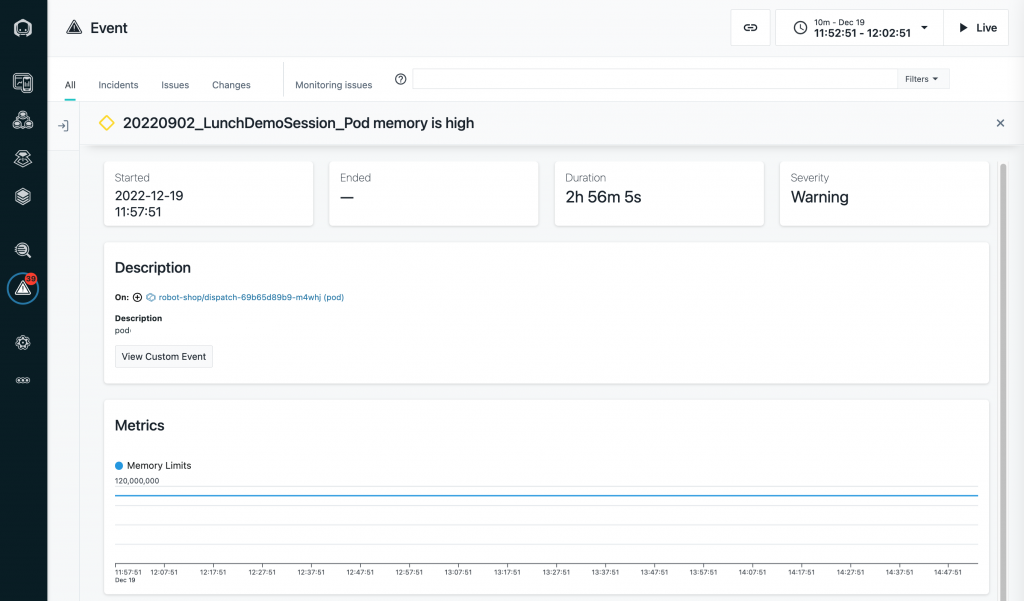 Event
10m - Dec 19
11:52:51 - 12:02:51
Live
All
Incidents
Issues
Changes
Monitoring issues
Filters
20220902_LunchDemoSession_Pod memory is high
Started
2022-12-19
11:57:51
Ended
—
Duration
2h 56m 5s
Severity
Warning
39
Description
On: robot-shop/dispatch-69b65d89b9-m4whj (pod)
Description
pod
View Custom Event
Metrics
Memory Limits
120,000,000
11:57:51 12:07:51 12:17:51 12:27:51 12:37:51 12:47:51 12:57:51 13:07:51 13:17:51 13:27:51 13:37:51 13:47:51 13:57:51 14:07:51 14:17:51 14:27:51 14:37:51 14:47:51
Dec 19